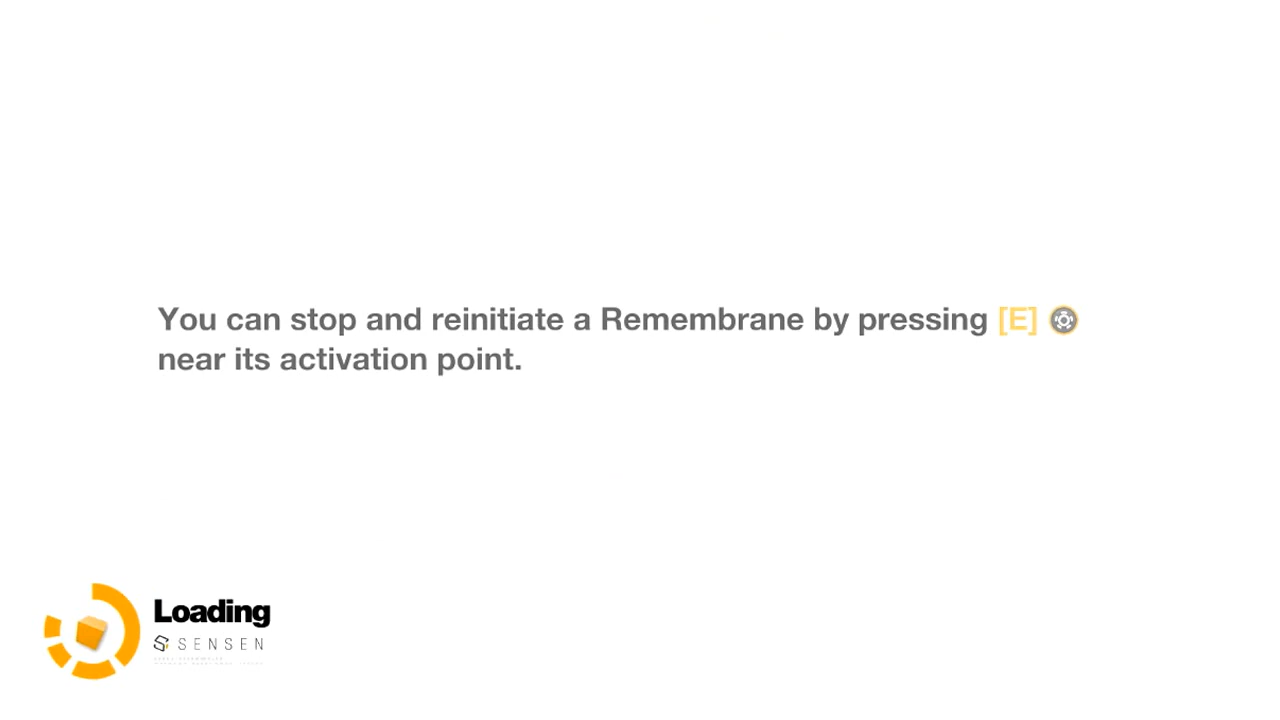 You can stop and reinitiate a Remembrane by pressing [E]
near its activation point.
Loading
SENSEN